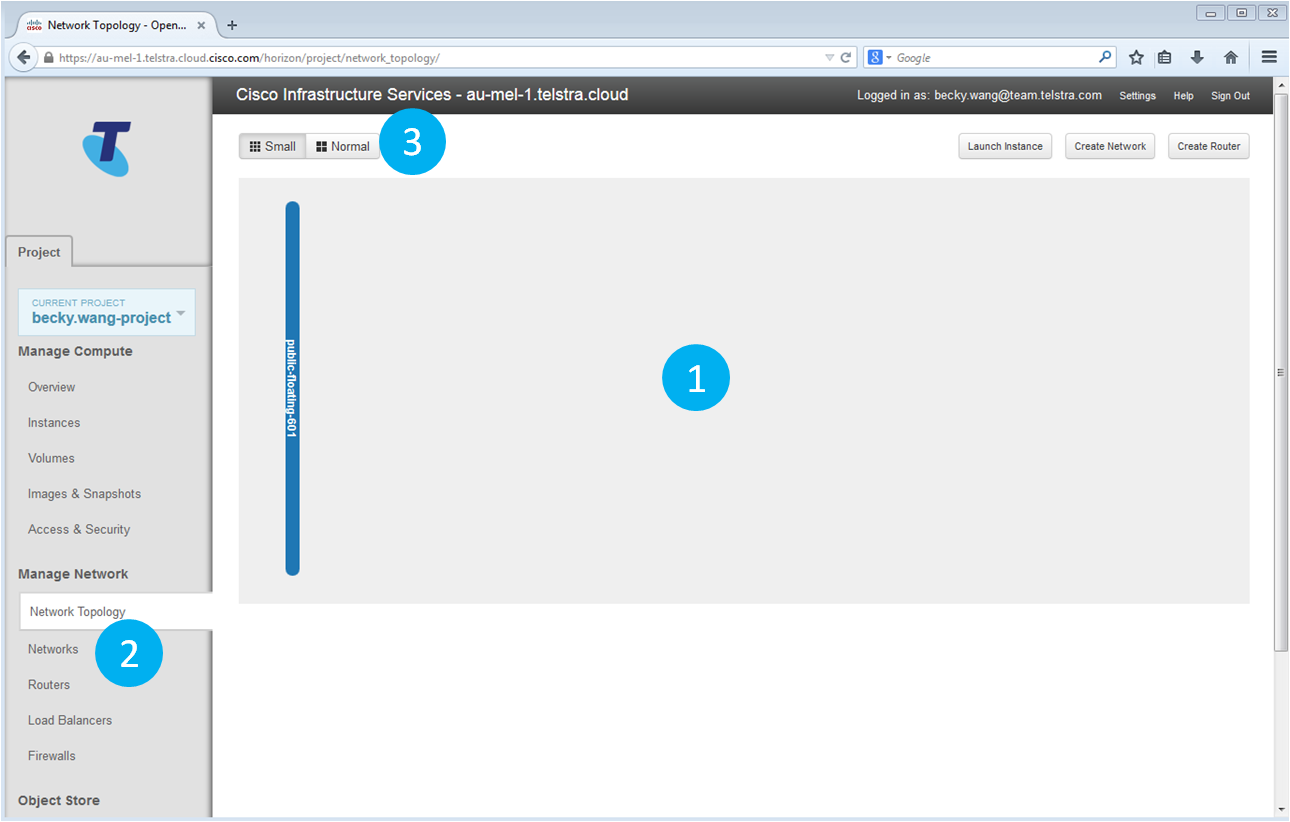 Network Topology - Open...
https://au-mel-1.telstra.cloud.cisco.com/horizon/project/network_topology/
Google
Cisco Infrastructure Services - au-mel-1.telstra.cloud
Logged in as: becky.wang@team.telstra.com
Settings
Help
Sign Out
Small
Normal
3
Launch Instance
Create Network
Create Router
Project
CURRENT PROJECT
becky.wang-project
Manage Compute
Overview
Instances
Volumes
Images & Snapshots
Access & Security
Manage Network
Network Topology
Networks
2
Routers
Load Balancers
Firewalls
Object Store
public-floating-601
1